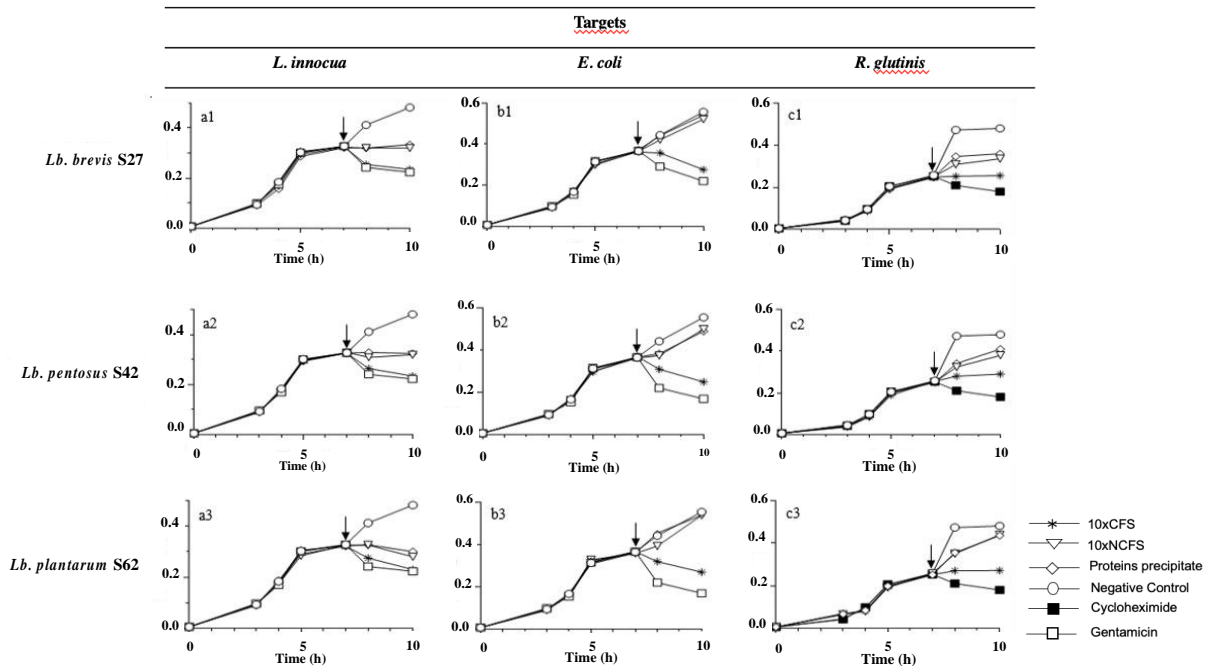 Targets
L. innocua E. coli R. glutinis
Lb. brevis S27
a1
0.4
0.2
0.0
0 5 10
Time (h)
b1
0.6
0.4
0.2
0.0
0 5 10
Time (h)
c1
0.6
0.4
0.2
0.0
0 5 10
Time (h)
Lb. pentosus S42
a2
0.4
0.2
0.0
0 5 10
Time (h)
b2
0.6
0.4
0.2
0.0
0 5 10
Time (h)
c2
0.6
0.4
0.2
0.0
0 5 10
Time (h)
Lb. plantarum S62
a3
0.4
0.2
0.0
0 5 10
Time (h)
b3
0.6
0.4
0.2
0.0
0 5 10
Time (h)
c3
0.6
0.4
0.2
0.0
0 5 10
Time (h)
10xCFS
10xNCFS
Proteins precipitate
Negative Control
Cycloheximide
Gentamicin